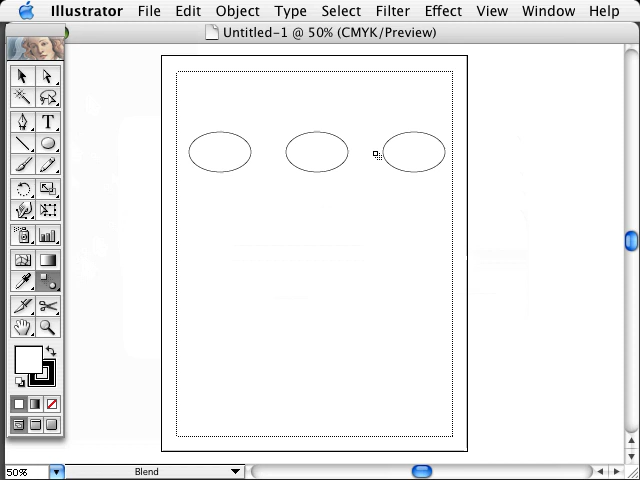 Illustrator File Edit Object Type Select Filter Effect View Window Help
Untitled-1 @ 50% (CMYK/Preview)
T
50%
Blend